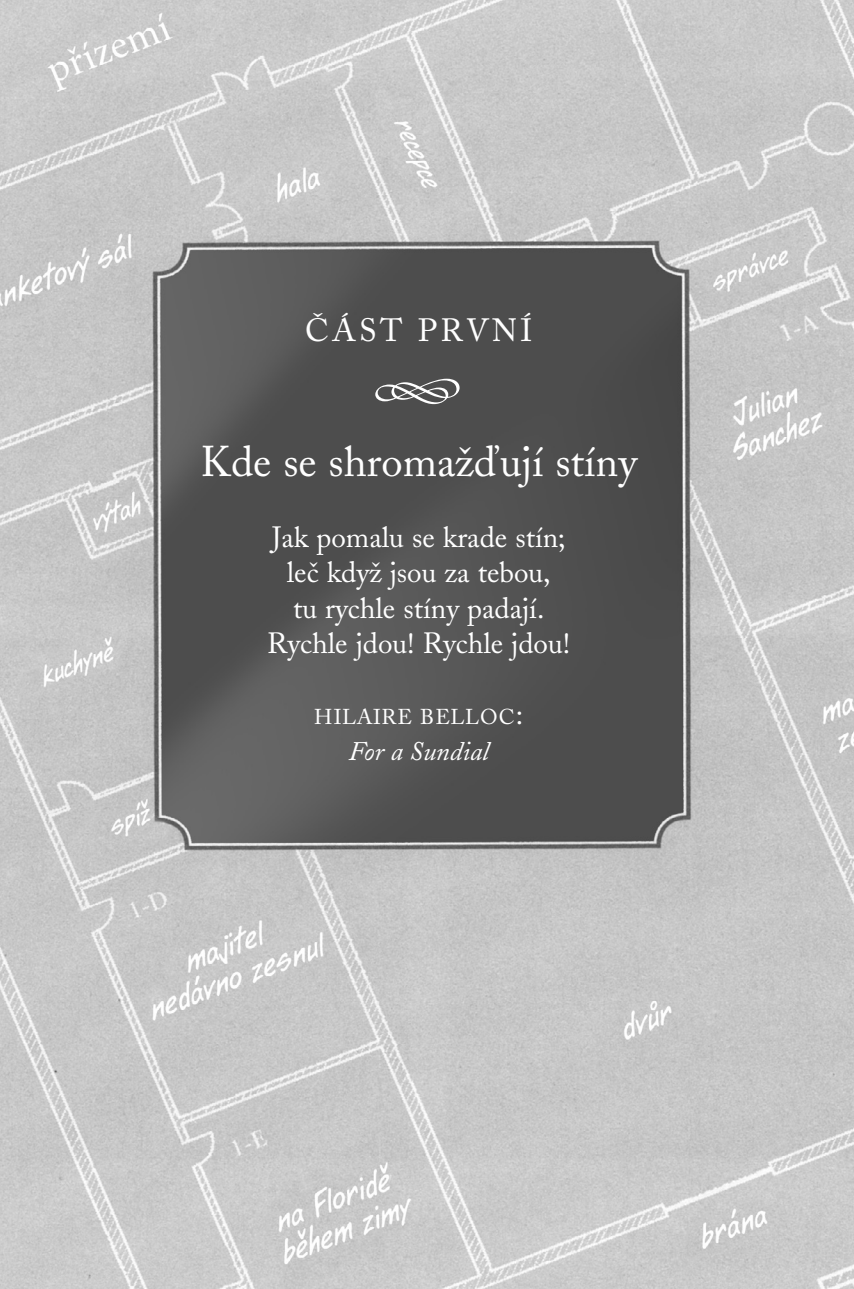 přízemí
recepce
hala
sál
správce
1-A
Julian
Sanchez
ČÁST PRVNÍ
Kde se shromažďují stíny
výtah
Jak pomalu se krade stín;
leč když jsou za tebou,
tu rychle stíny padají.
Rychle jdou! Rychle jdou!
kuchyně
HILAIRE BELLOC:
For a Sundial
spíž
1-D
majitel
nedávno zesnul
dvůr
1-E
na Floridě
během zimy
brána